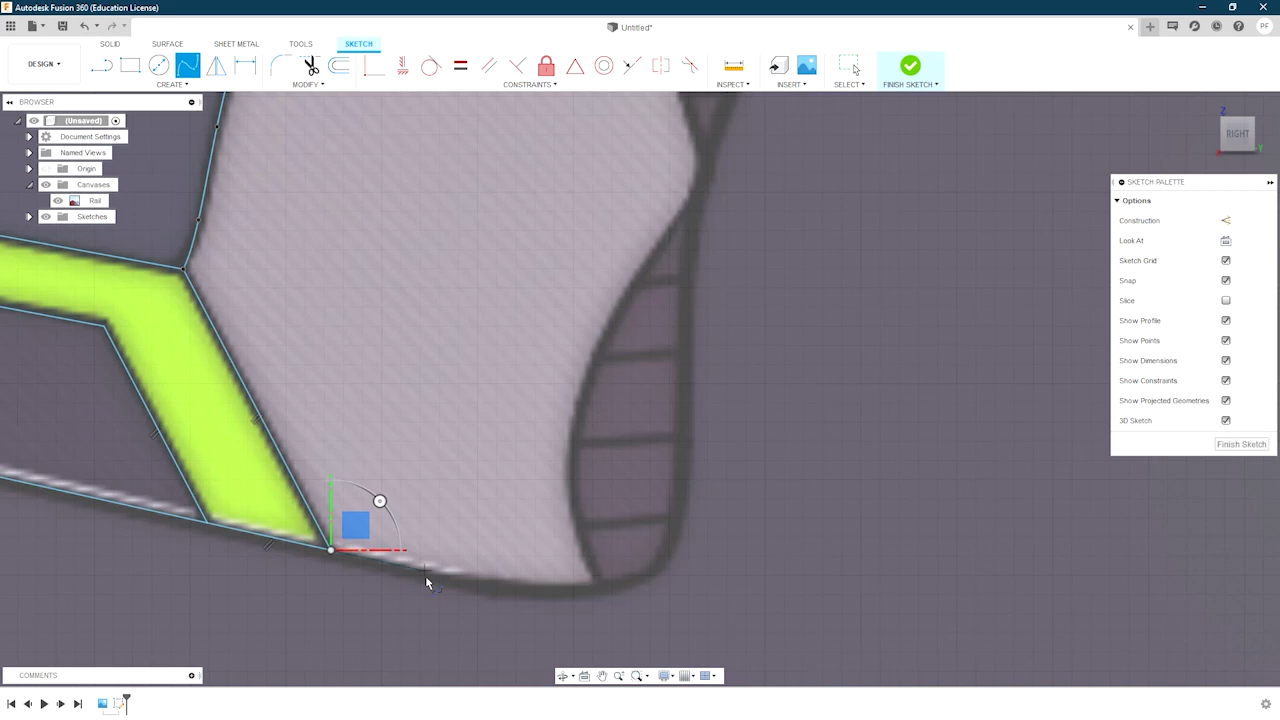 Autodesk Fusion 360 (Education License)
Untitled*
PF
DESIGN
SOLID
SURFACE
SHEET METAL
TOOLS
SKETCH
CREATE
MODIFY
CONSTRAINTS
INSPECT
INSERT
SELECT
FINISH SKETCH
BROWSER
(Unsaved)
Document Settings
Named Views
Origin
Canvases
Rail
Sketches
Z
RIGHT
X
Y
SKETCH PALETTE
Options
Construction
Look At
Sketch Grid
Snap
Slice
Show Profile
Show Points
Show Dimensions
Show Constraints
Show Projected Geometries
3D Sketch
Finish Sketch
COMMENTS